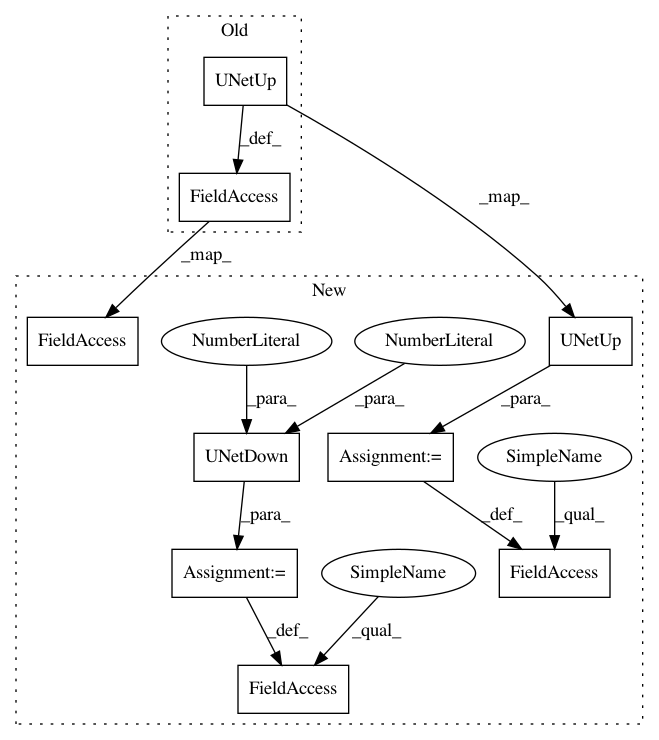 Old
UNetUp
_def_
_map_
FieldAccess
_map_
New
FieldAccess
NumberLiteral
NumberLiteral
UNetUp
_para_
_para_
_para_
UNetDown
Assignment:=
SimpleName
_para_
_def_
_qual_
Assignment:=
SimpleName
FieldAccess
_def_
_qual_
FieldAccess